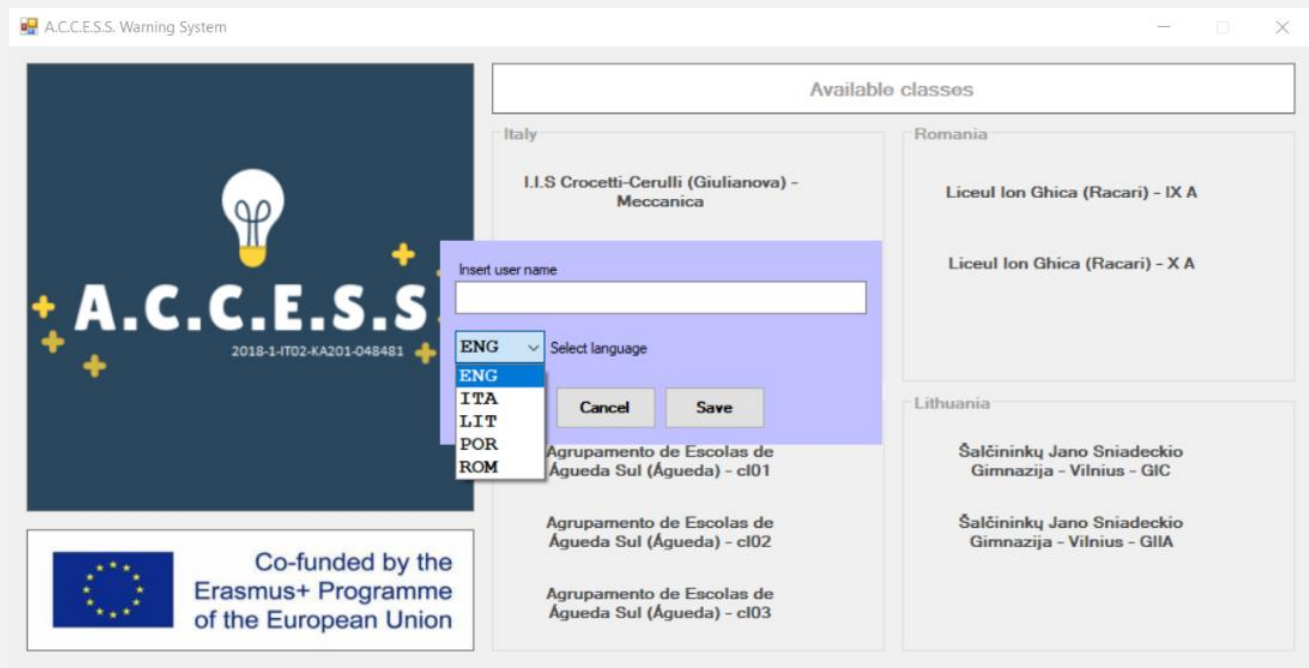 A.C.C.E.S.S. Warning System
A.C.C.E.S.S
2018-1-IT02-KA201-048481
Co-funded by the
Erasmus+ Programme
of the European Union
Available classes
Italy
I.I.S Crocetti-Cerulli (Giulianova) -
Meccanica
Romania
Liceul Ion Ghica (Racari) - IX A
Liceul Ion Ghica (Racari) - X A
Insert user name
ENG
Select language
ENG
ITA
LIT
POR
ROM
Cancel
Save
Agrupamento de Escolas de
Águeda Sul (Águeda) - cl01
Agrupamento de Escolas de
Águeda Sul (Águeda) - cl02
Agrupamento de Escolas de
Águeda Sul (Águeda) - cl03
Lithuania
Šalčininkų Jano Sniadeckio
Gimnazija - Vilnius - GIC
Šalčininkų Jano Sniadeckio
Gimnazija - Vilnius - GIIA